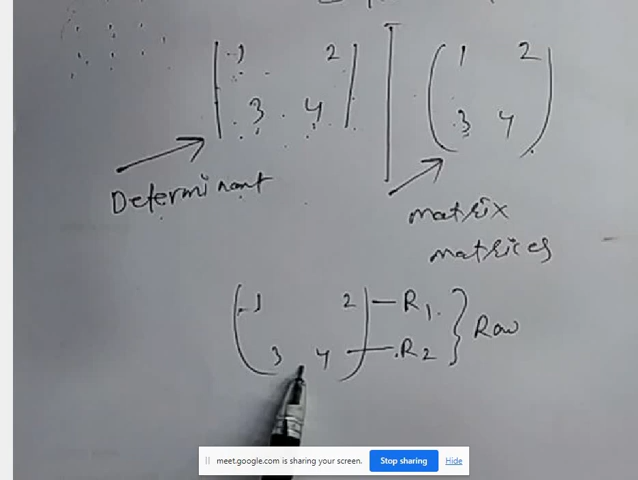 1 2
3 4
1 2
3 4
Determinant
matrix
matrices
1 2 R1
3 4 R2
Row
meet.google.com is sharing your screen. Stop sharing Hide